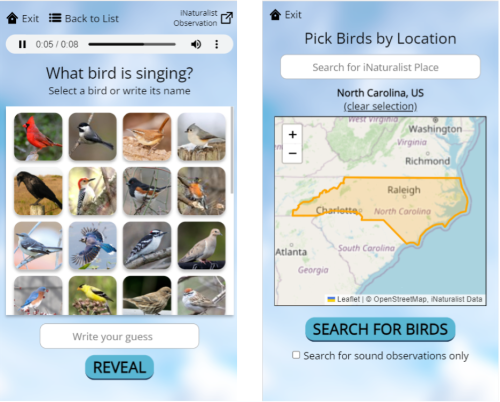 Exit
Back to List
iNaturalist
Observation
0:05 / 0:08
What bird is singing?
Select a bird or write its name
Write your guess
REVEAL
Exit
Pick Birds by Location
Search for iNaturalist Place
North Carolina, US
(clear selection)
+
−
West Virginia
Washington
Virginia
Richmond
Raleigh
Charlotte
North Carolina
South Carolina
Atlanta
Georgia
Leaflet | © OpenStreetMap, iNaturalist Data
SEARCH FOR BIRDS
Search for sound observations only